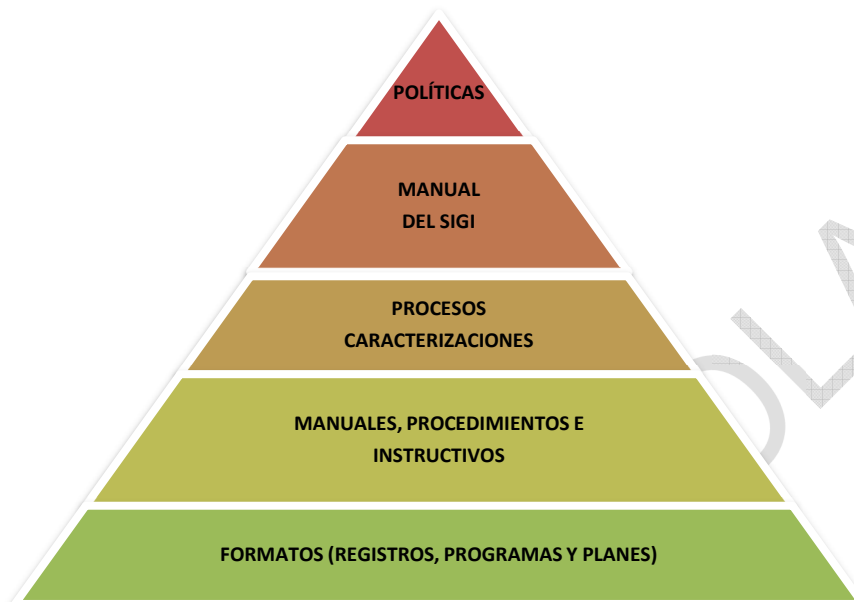 POLÍTICAS
MANUAL
DEL SIGI
PROCESOS
CARACTERIZACIONES
MANUALES, PROCEDIMIENTOS E
INSTRUCTIVOS
FORMATOS (REGISTROS, PROGRAMAS Y PLANES)